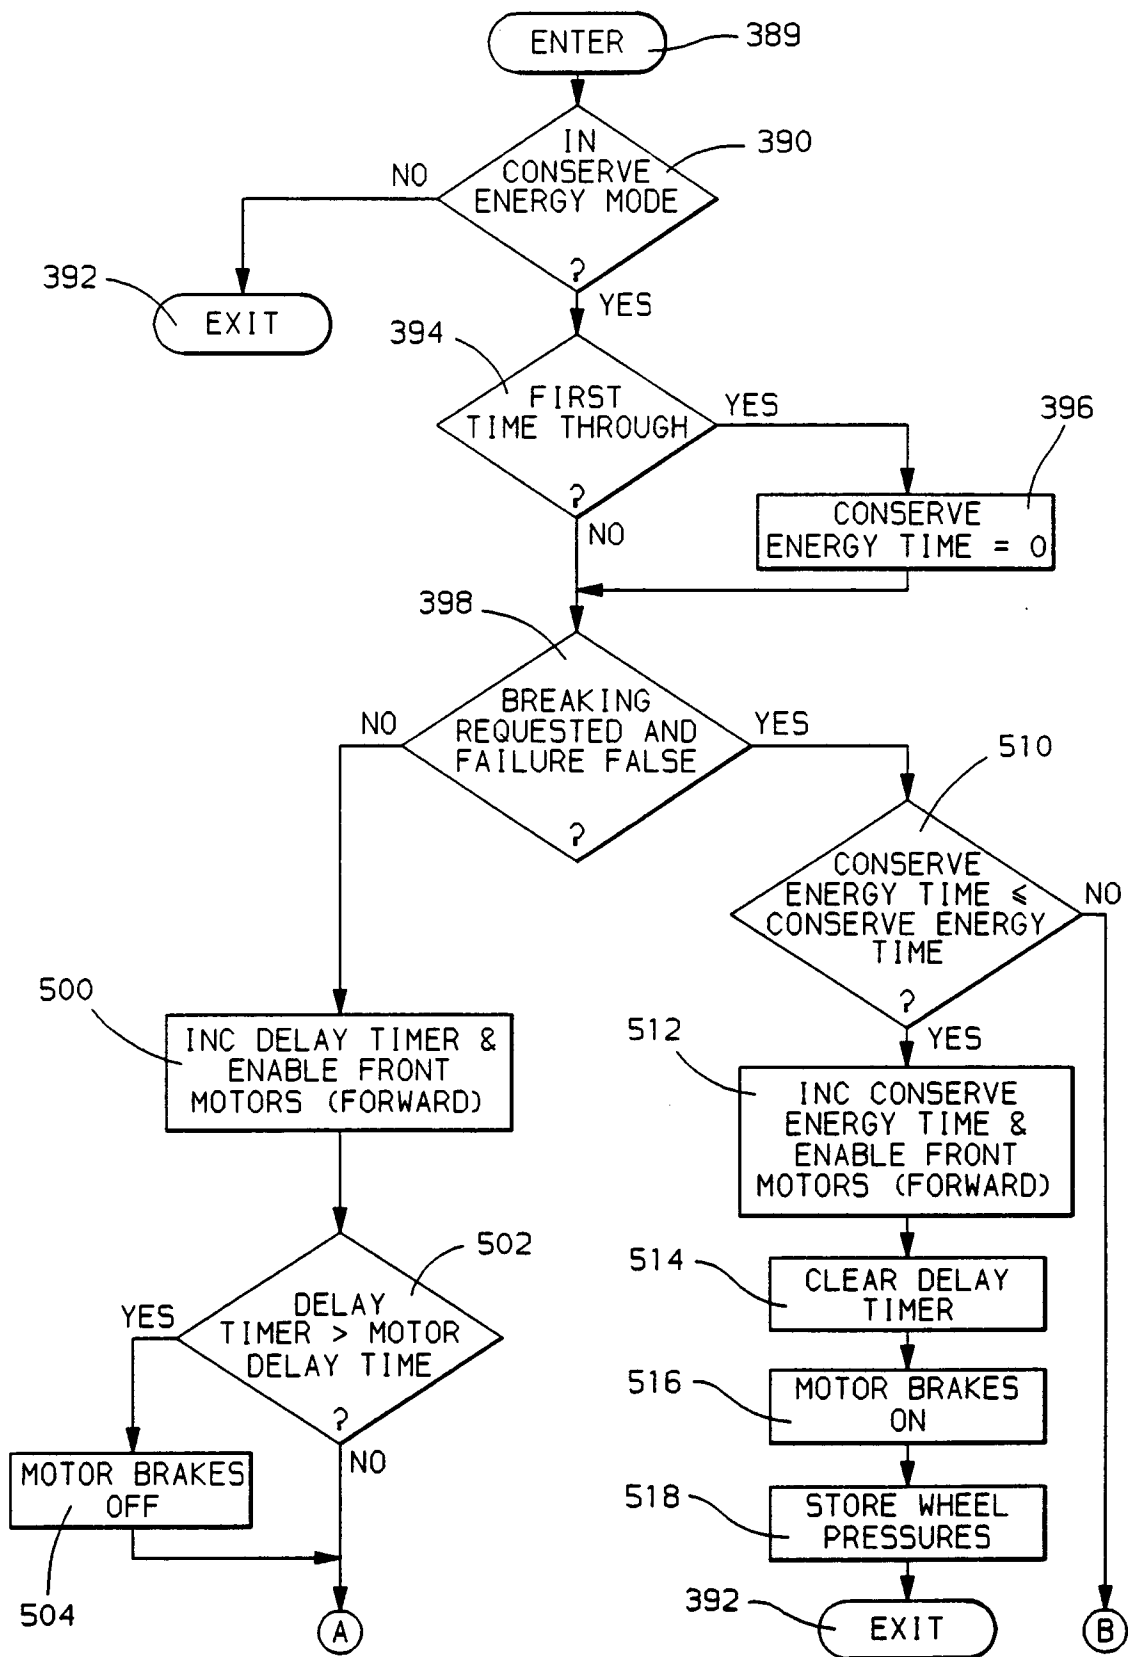 ENTER
389
IN
CONSERVE
ENERGY MODE
?
390
NO
392
EXIT
YES
394
FIRST
TIME THROUGH
?
YES
396
CONSERVE
ENERGY TIME = 0
NO
398
BREAKING
REQUESTED AND
FAILURE FALSE
?
NO
YES
510
CONSERVE
ENERGY TIME ≤
CONSERVE ENERGY
TIME
?
NO
YES
500
INC DELAY TIMER &
ENABLE FRONT
MOTORS (FORWARD)
512
INC CONSERVE
ENERGY TIME &
ENABLE FRONT
MOTORS (FORWARD)
502
DELAY
TIMER > MOTOR
DELAY TIME
?
YES
NO
514
CLEAR DELAY
TIMER
516
MOTOR BRAKES
ON
MOTOR BRAKES
OFF
504
518
STORE WHEEL
PRESSURES
A
392
EXIT
B